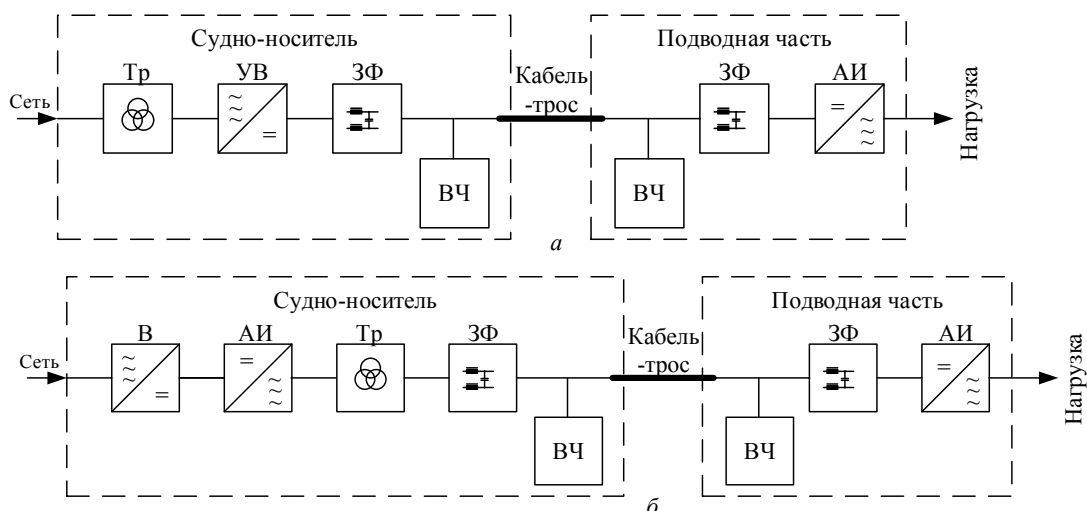 Судно-носитель
Подводная часть
Тр
УВ
ЗФ
Кабель
-трос
ЗФ
АИ
Сеть
~
~
~
=
=
~
~
~
Нагрузка
ВЧ
ВЧ
а
Судно-носитель
Подводная часть
В
АИ
Тр
ЗФ
Кабель
-трос
ЗФ
АИ
Сеть
~
~
~
=
=
~
~
~
=
~
~
~
Нагрузка
ВЧ
ВЧ
б